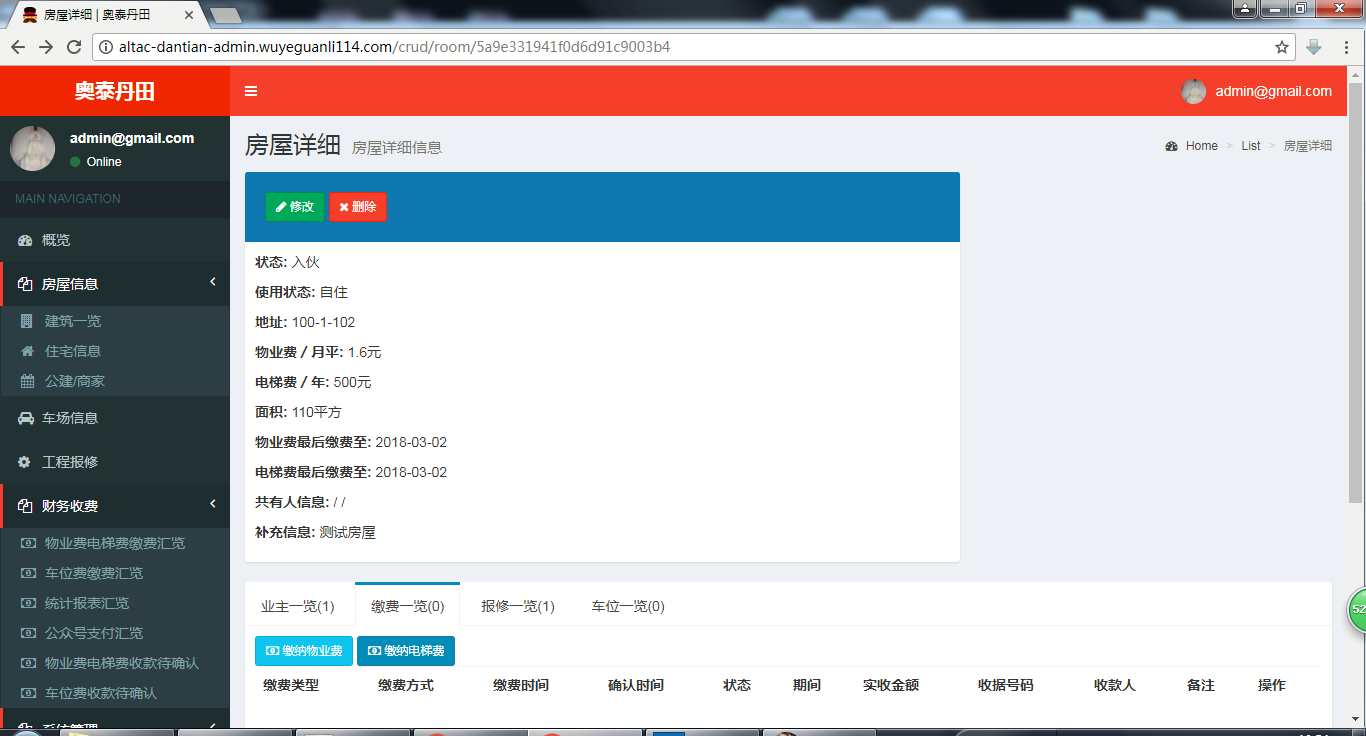 房屋详细 | 奥泰丹田
altac-dantian-admin.wuyeguanli114.com/crud/room/5a9e331941f0d6d91c9003b4
奥泰丹田
admin@gmail.com
admin@gmail.com
Online
房屋详细 房屋详细信息
Home > List > 房屋详细
MAIN NAVIGATION
概览
房屋信息
建筑一览
住宅信息
公建/商家
车场信息
工程报修
财务收费
物业费电梯费缴费汇览
车位费缴费汇览
统计报表汇览
公众号支付汇览
物业费电梯费收款待确认
车位费收款待确认
系统管理
修改 删除
状态: 入伙
使用状态: 自住
地址: 100-1-102
物业费 / 月平: 1.6元
电梯费 / 年: 500元
面积: 110平方
物业费最后缴费至: 2018-03-02
电梯费最后缴费至: 2018-03-02
共有人信息: / /
补充信息: 测试房屋
52
业主一览(1) 缴费一览(0) 报修一览(1) 车位一览(0)
缴纳物业费 缴纳电梯费
缴费类型 缴费方式 缴费时间 确认时间 状态 期间 实收金额 收据号码 收款人 备注 操作